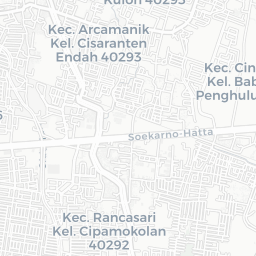 Kulon 40293
Kec. Arcamanik
Kel. Cisaranten
Endah 40293
Kec. Cin
Kel. Bab
Penghulu
Soekarno-Hatta
Kec. Rancasari
Kel. Cipamokolan
40292